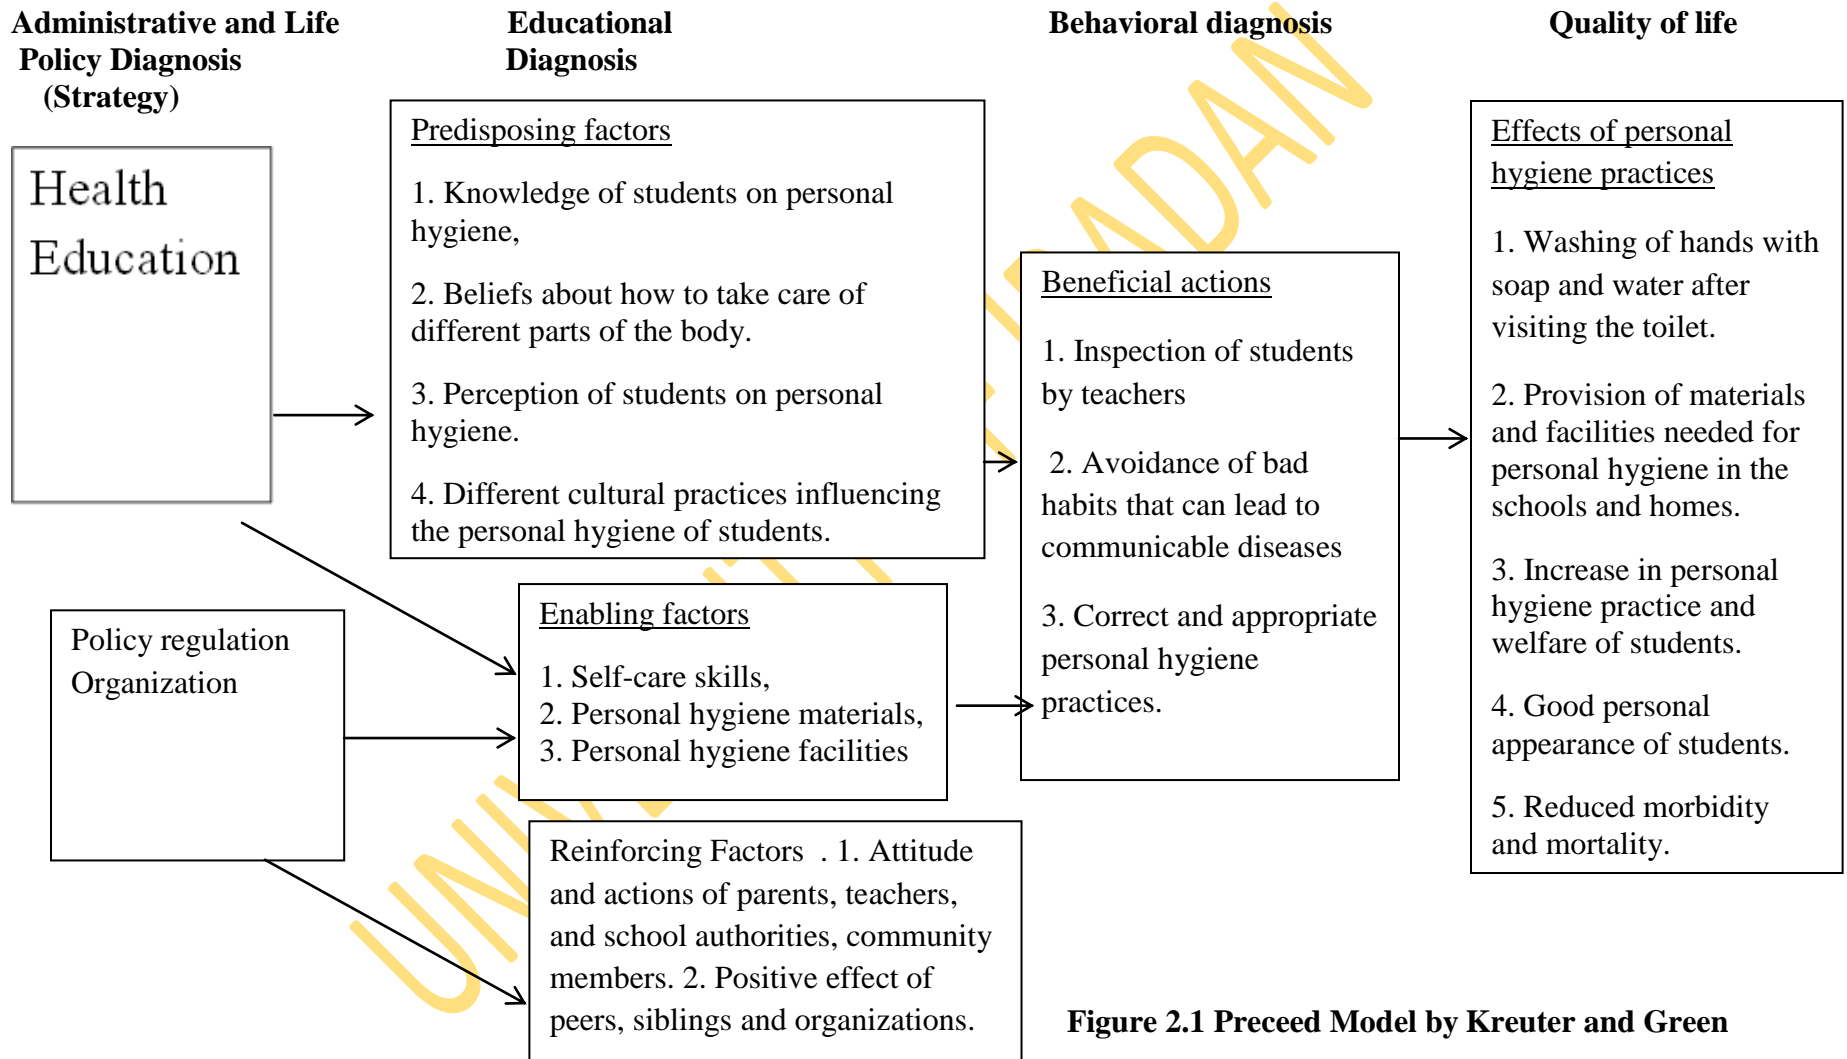 Administrative and Life
Policy Diagnosis
(Strategy)
Educational
Diagnosis
Behavioral diagnosis
Quality of life
Health
Education
Policy regulation
Organization
Predisposing factors
1. Knowledge of students on personal
hygiene,
2. Beliefs about how to take care of
different parts of the body.
3. Perception of students on personal
hygiene.
4. Different cultural practices influencing
the personal hygiene of students.
Enabling factors
1. Self-care skills,
2. Personal hygiene materials,
3. Personal hygiene facilities
Reinforcing Factors . 1. Attitude
and actions of parents, teachers,
and school authorities, community
members. 2. Positive effect of
peers, siblings and organizations.
Beneficial actions
1. Inspection of students
by teachers
2. Avoidance of bad
habits that can lead to
communicable diseases
3. Correct and appropriate
personal hygiene
practices.
Effects of personal
hygiene practices
1. Washing of hands with
soap and water after
visiting the toilet.
2. Provision of materials
and facilities needed for
personal hygiene in the
schools and homes.
3. Increase in personal
hygiene practice and
welfare of students.
4. Good personal
appearance of students.
5. Reduced morbidity
and mortality.
Figure 2.1 Preceed Model by Kreuter and Green